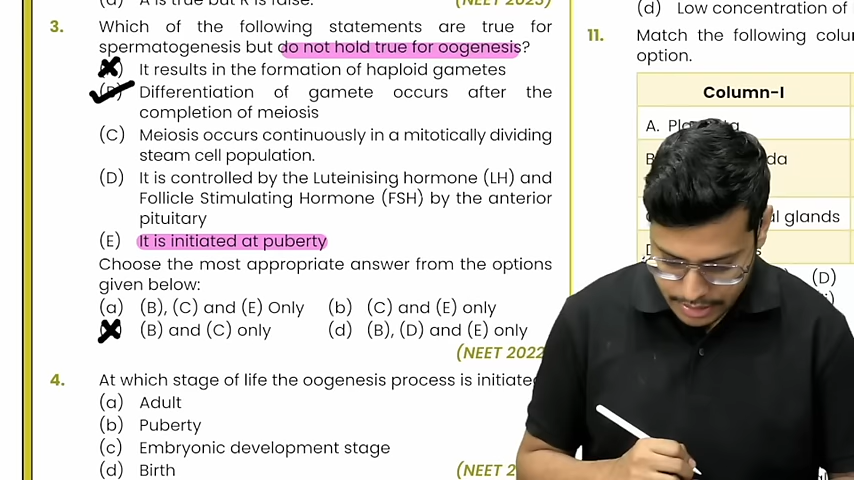 (d) A is true but R is false. (NEET 2023)
3. Which of the following statements are true for
spermatogenesis but do not hold true for oogenesis?
It results in the formation of haploid gametes
(B) Differentiation of gamete occurs after the
completion of meiosis
(C) Meiosis occurs continuously in a mitotically dividing
steam cell population.
(D) It is controlled by the Luteinising hormone (LH) and
Follicle Stimulating Hormone (FSH) by the anterior
pituitary
(E) It is initiated at puberty
Choose the most appropriate answer from the options
given below:
(a) (B), (C) and (E) Only (b) (C) and (E) only
(B) and (C) only (d) (B), (D) and (E) only
(NEET 2022
4. At which stage of life the oogenesis process is initiated
(a) Adult
(b) Puberty
(c) Embryonic development stage
(d) Birth (NEET 2
(d) Low concentration of
11. Match the following
option.
Column-I
A.
B
glands
(D)